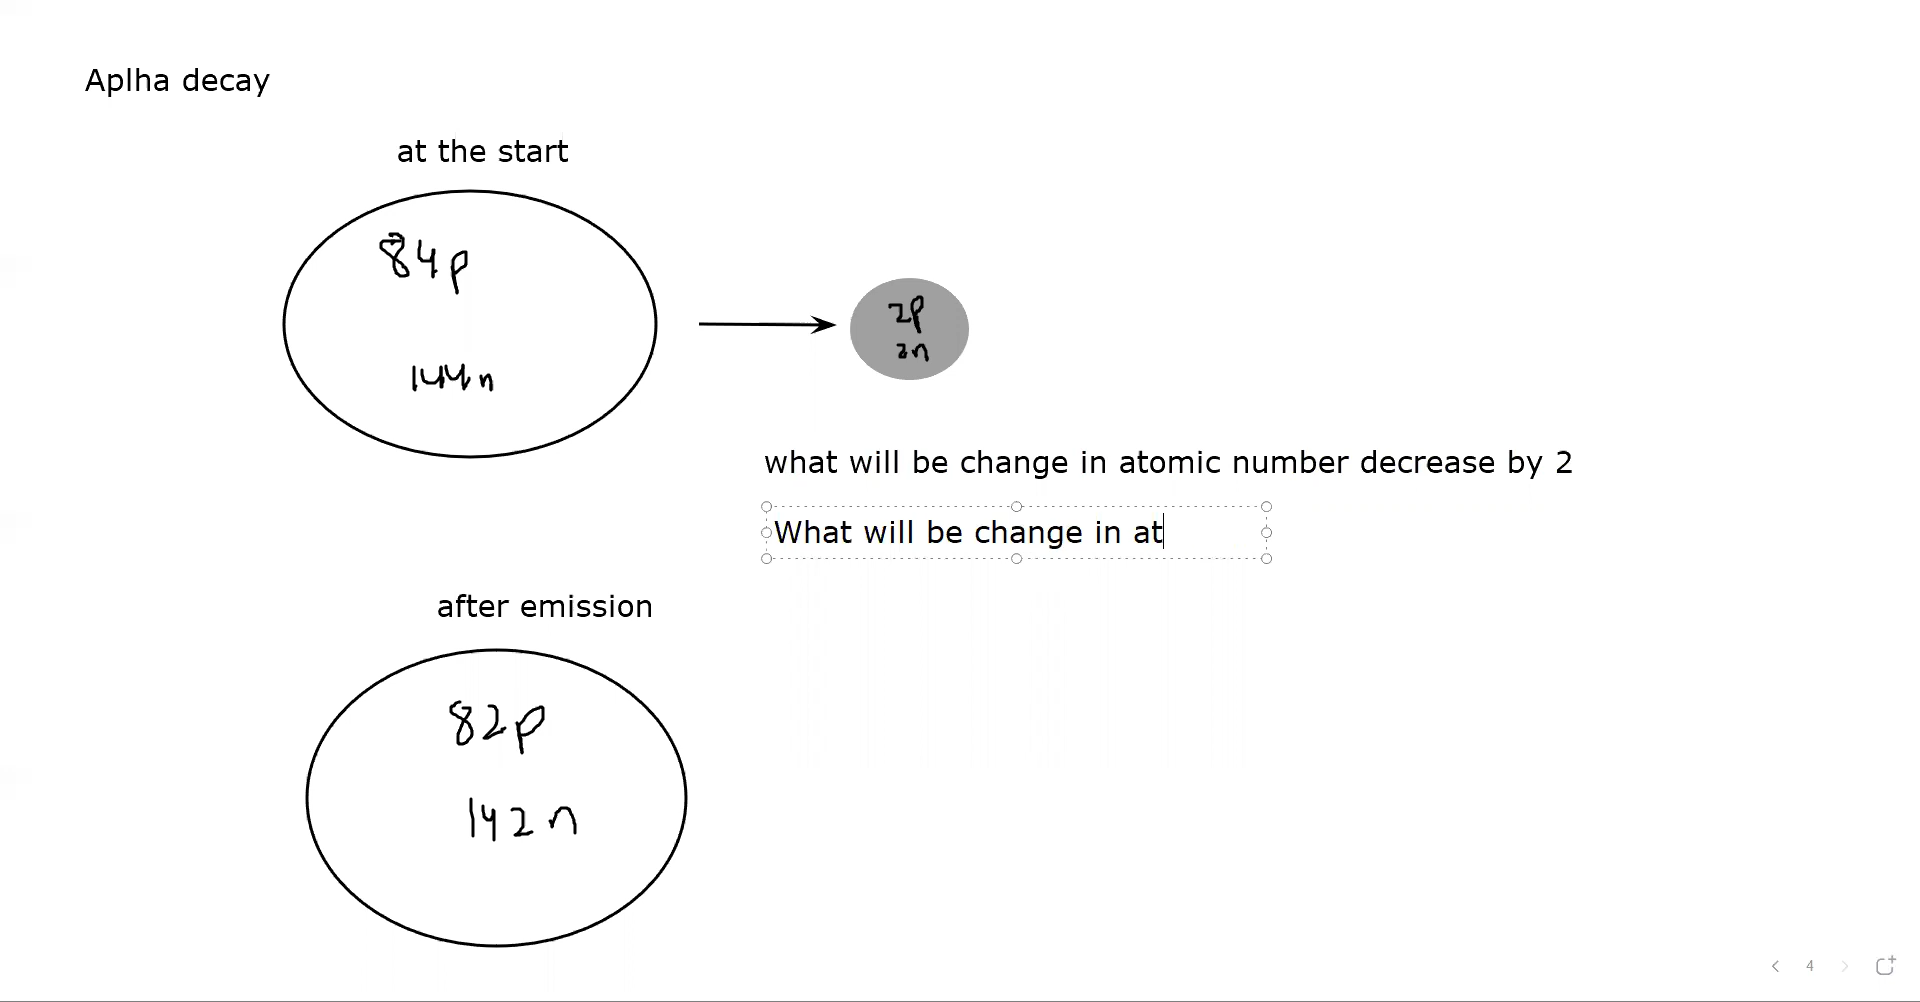 Aplha decay
at the start
84p
144n
2p
2n
what will be change in atomic number decrease by 2
What will be change in at
after emission
82p
142n
4